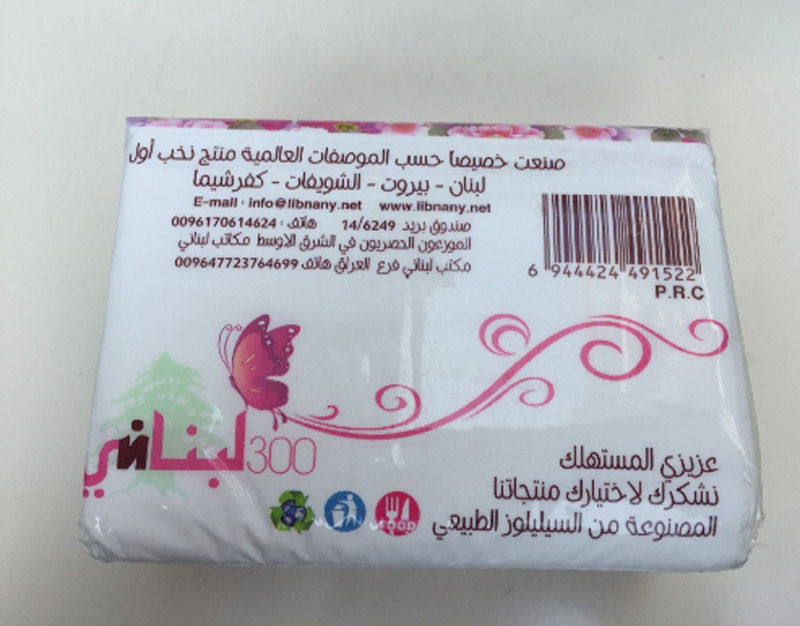 صنعت خصيصاً حسب الموصفات العالمية منتج نخب أول
لبنان - بيروت - الشويفات - كفرشيما
E-mail : info@libnany.net www.libnany.net
صندوق بريد 14/6249 هاتف : 0096170614624
الموزعون الحصريون في الشرق الاوسط مكاتب لبناني
مكتب لبناني فرع العراق هاتف 009647723764699
6 944424 491522
P.R.C
لبناني 300
عزيزي المستهلك
نشكرك لاختيارك منتجاتنا
المصنوعة من السيليلوز الطبيعي
FOOD